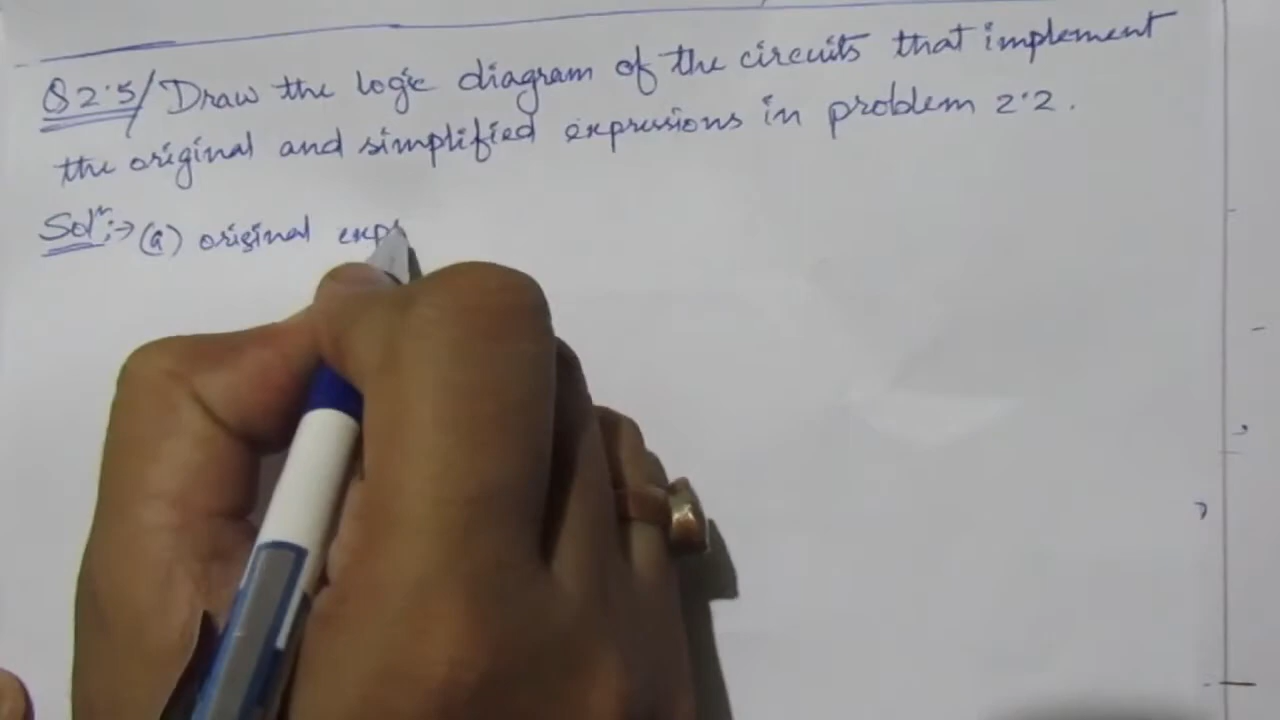 Q2.5/ Draw the logic diagram of the circuits that implement
the original and simplified expressions in problem 2.2.
Solⁿ:→ (a) original exp